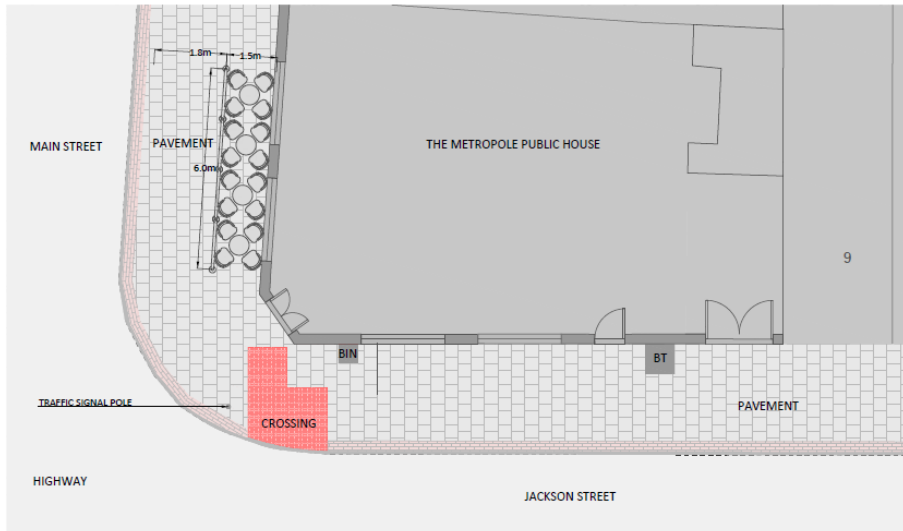 1.8m
1.5m
MAIN STREET
PAVEMENT
THE METROPOLE PUBLIC HOUSE
6.0m
9
BIN
BT
TRAFFIC SIGNAL POLE
PAVEMENT
CROSSING
HIGHWAY
JACKSON STREET